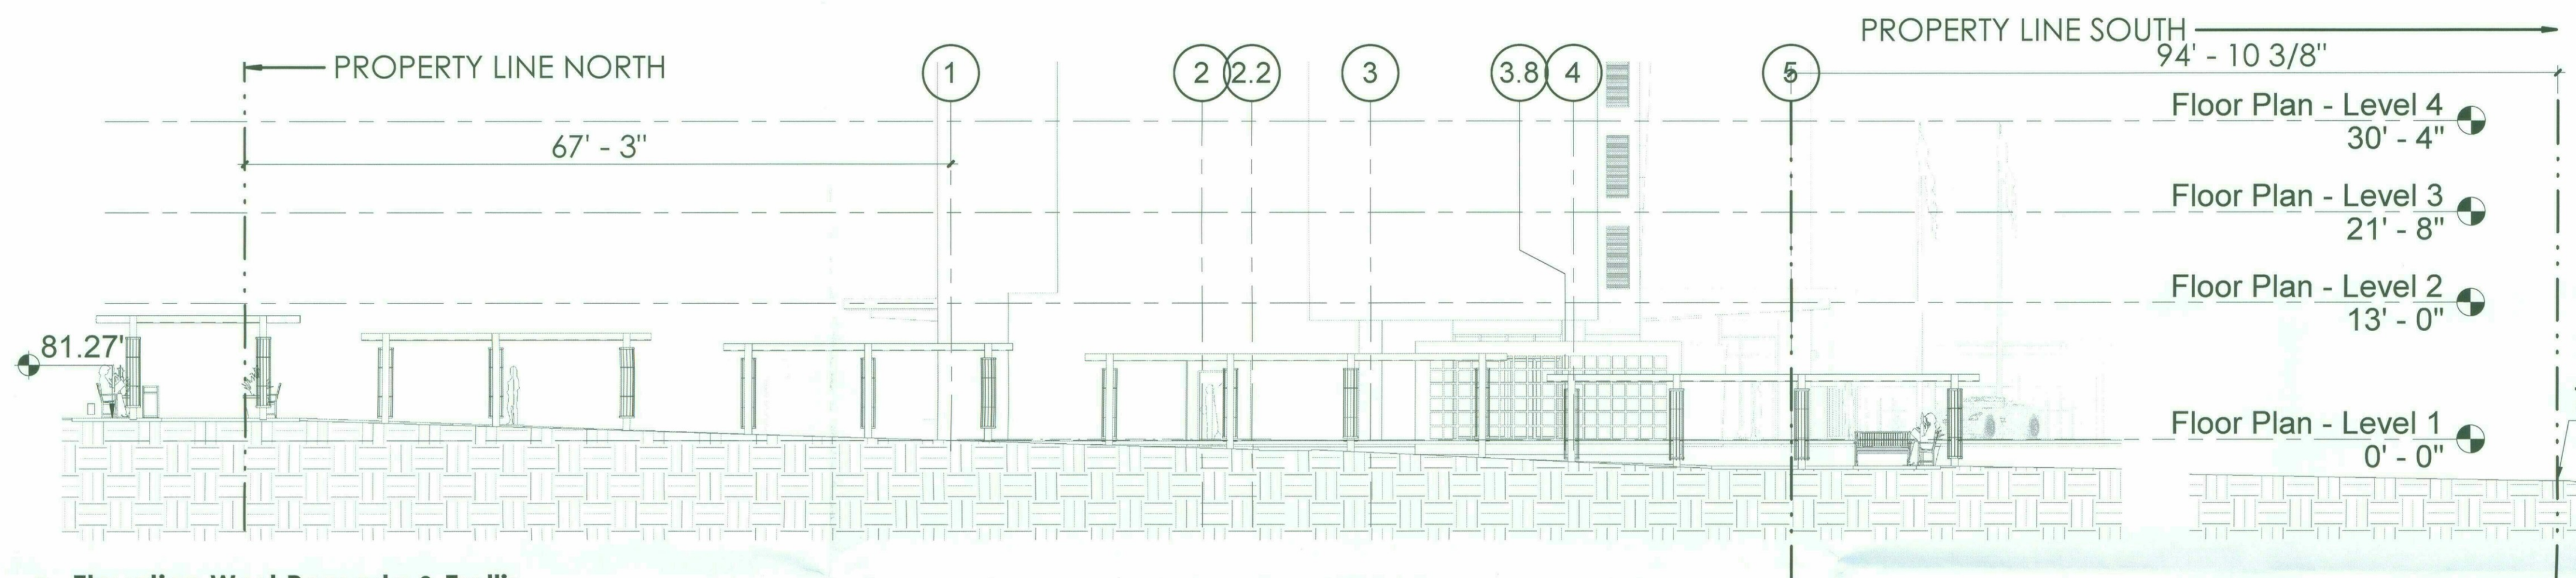 PROPERTY LINE SOUTH
94' - 10 3/8"
PROPERTY LINE NORTH
1
2
2.2
3
3.8
4
5
Floor Plan - Level 4
30' - 4"
67' - 3"
Floor Plan - Level 3
21' - 8"
Floor Plan - Level 2
13' - 0"
81.27'
Floor Plan - Level 1
0' - 0"